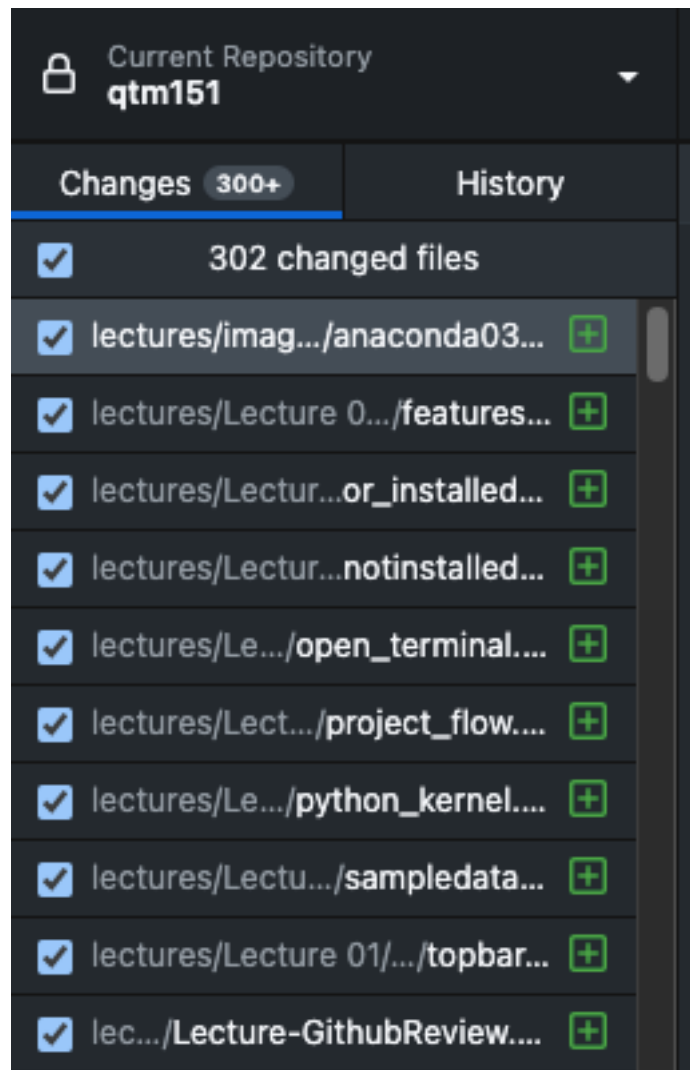 Current Repository
qtm151
Changes 300+ History
302 changed files
lectures/imag.../anaconda03...
lectures/Lecture 0.../features...
lectures/Lectur...or_installed...
lectures/Lectur...notinstalled...
lectures/Le.../open_terminal....
lectures/Lect.../project_flow....
lectures/Le.../python_kernel....
lectures/Lectu.../sampledata...
lectures/Lecture 01/.../topbar...
lec.../Lecture-GithubReview....